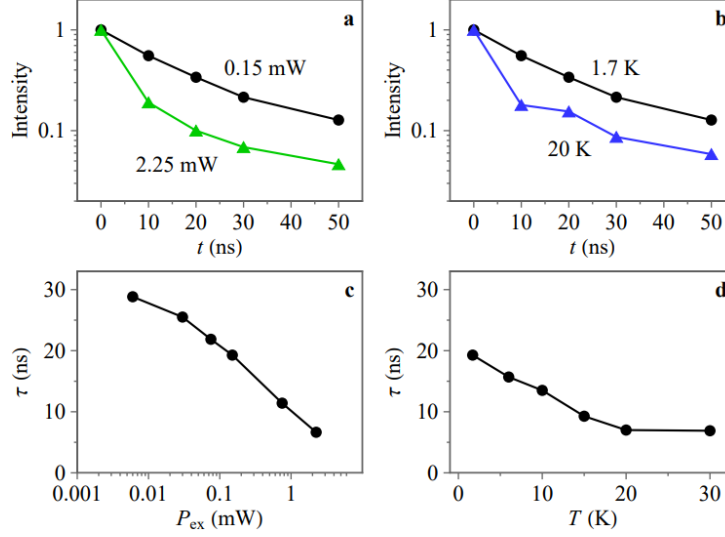 a
1
0.1
Intensity
0.15 mW
2.25 mW
0 10 20 30 40 50
t (ns)
b
1
0.1
Intensity
1.7 K
20 K
0 10 20 30 40 50
t (ns)
c
30
20
10
0
τ (ns)
0.001 0.01 0.1 1
Pex (mW)
d
30
20
10
0
τ (ns)
0 10 20 30
T (K)